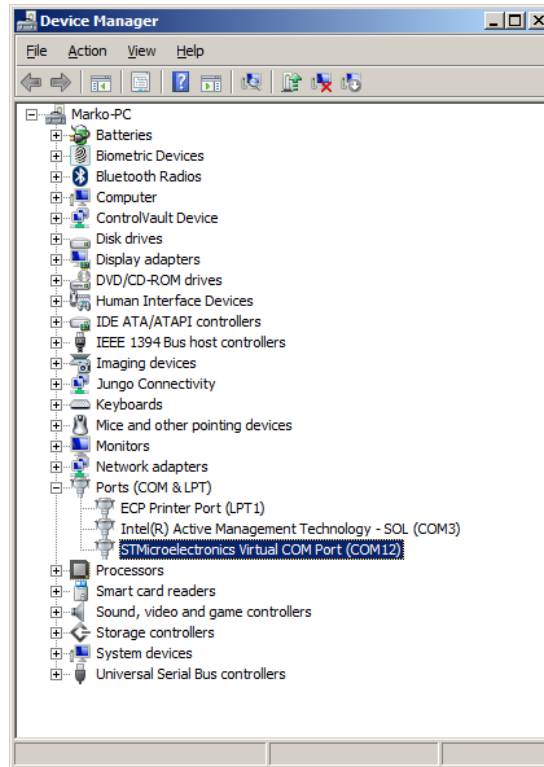 Device Manager
File Action View Help
Marko-PC
Batteries
Biometric Devices
Bluetooth Radios
Computer
ControlVault Device
Disk drives
Display adapters
DVD/CD-ROM drives
Human Interface Devices
IDE ATA/ATAPI controllers
IEEE 1394 Bus host controllers
Imaging devices
Jungo Connectivity
Keyboards
Mice and other pointing devices
Monitors
Network adapters
Ports (COM & LPT)
ECP Printer Port (LPT1)
Intel(R) Active Management Technology - SOL (COM3)
STMicroelectronics Virtual COM Port (COM12)
Processors
Smart card readers
Sound, video and game controllers
Storage controllers
System devices
Universal Serial Bus controllers